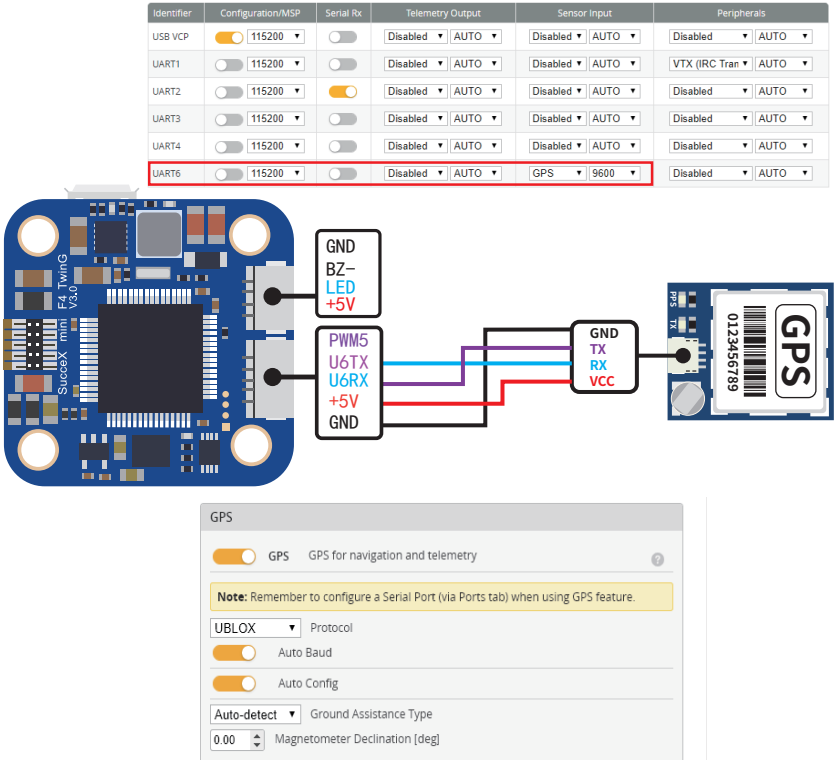 Identifier Configuration/MSP Serial Rx Telemetry Output Sensor Input Peripherals
USB VCP 115200 Disabled AUTO Disabled AUTO Disabled AUTO
UART1 115200 Disabled AUTO Disabled AUTO VTX (IRC Tran AUTO
UART2 115200 Disabled AUTO Disabled AUTO Disabled AUTO
UART3 115200 Disabled AUTO Disabled AUTO Disabled AUTO
UART4 115200 Disabled AUTO Disabled AUTO Disabled AUTO
UART6 115200 Disabled AUTO GPS 9600 Disabled AUTO
SucceX mini F4 TwinG
V3.0
GND
BZ-
LED
+5V
PWM5
U6TX
U6RX
+5V
GND
GND
TX
RX
VCC
PPS
TX
0123456789
GPS
GPS
GPS GPS for navigation and telemetry ?
Note: Remember to configure a Serial Port (via Ports tab) when using GPS feature.
UBLOX Protocol
Auto Baud
Auto Config
Auto-detect Ground Assistance Type
0.00 Magnetometer Declination [deg]